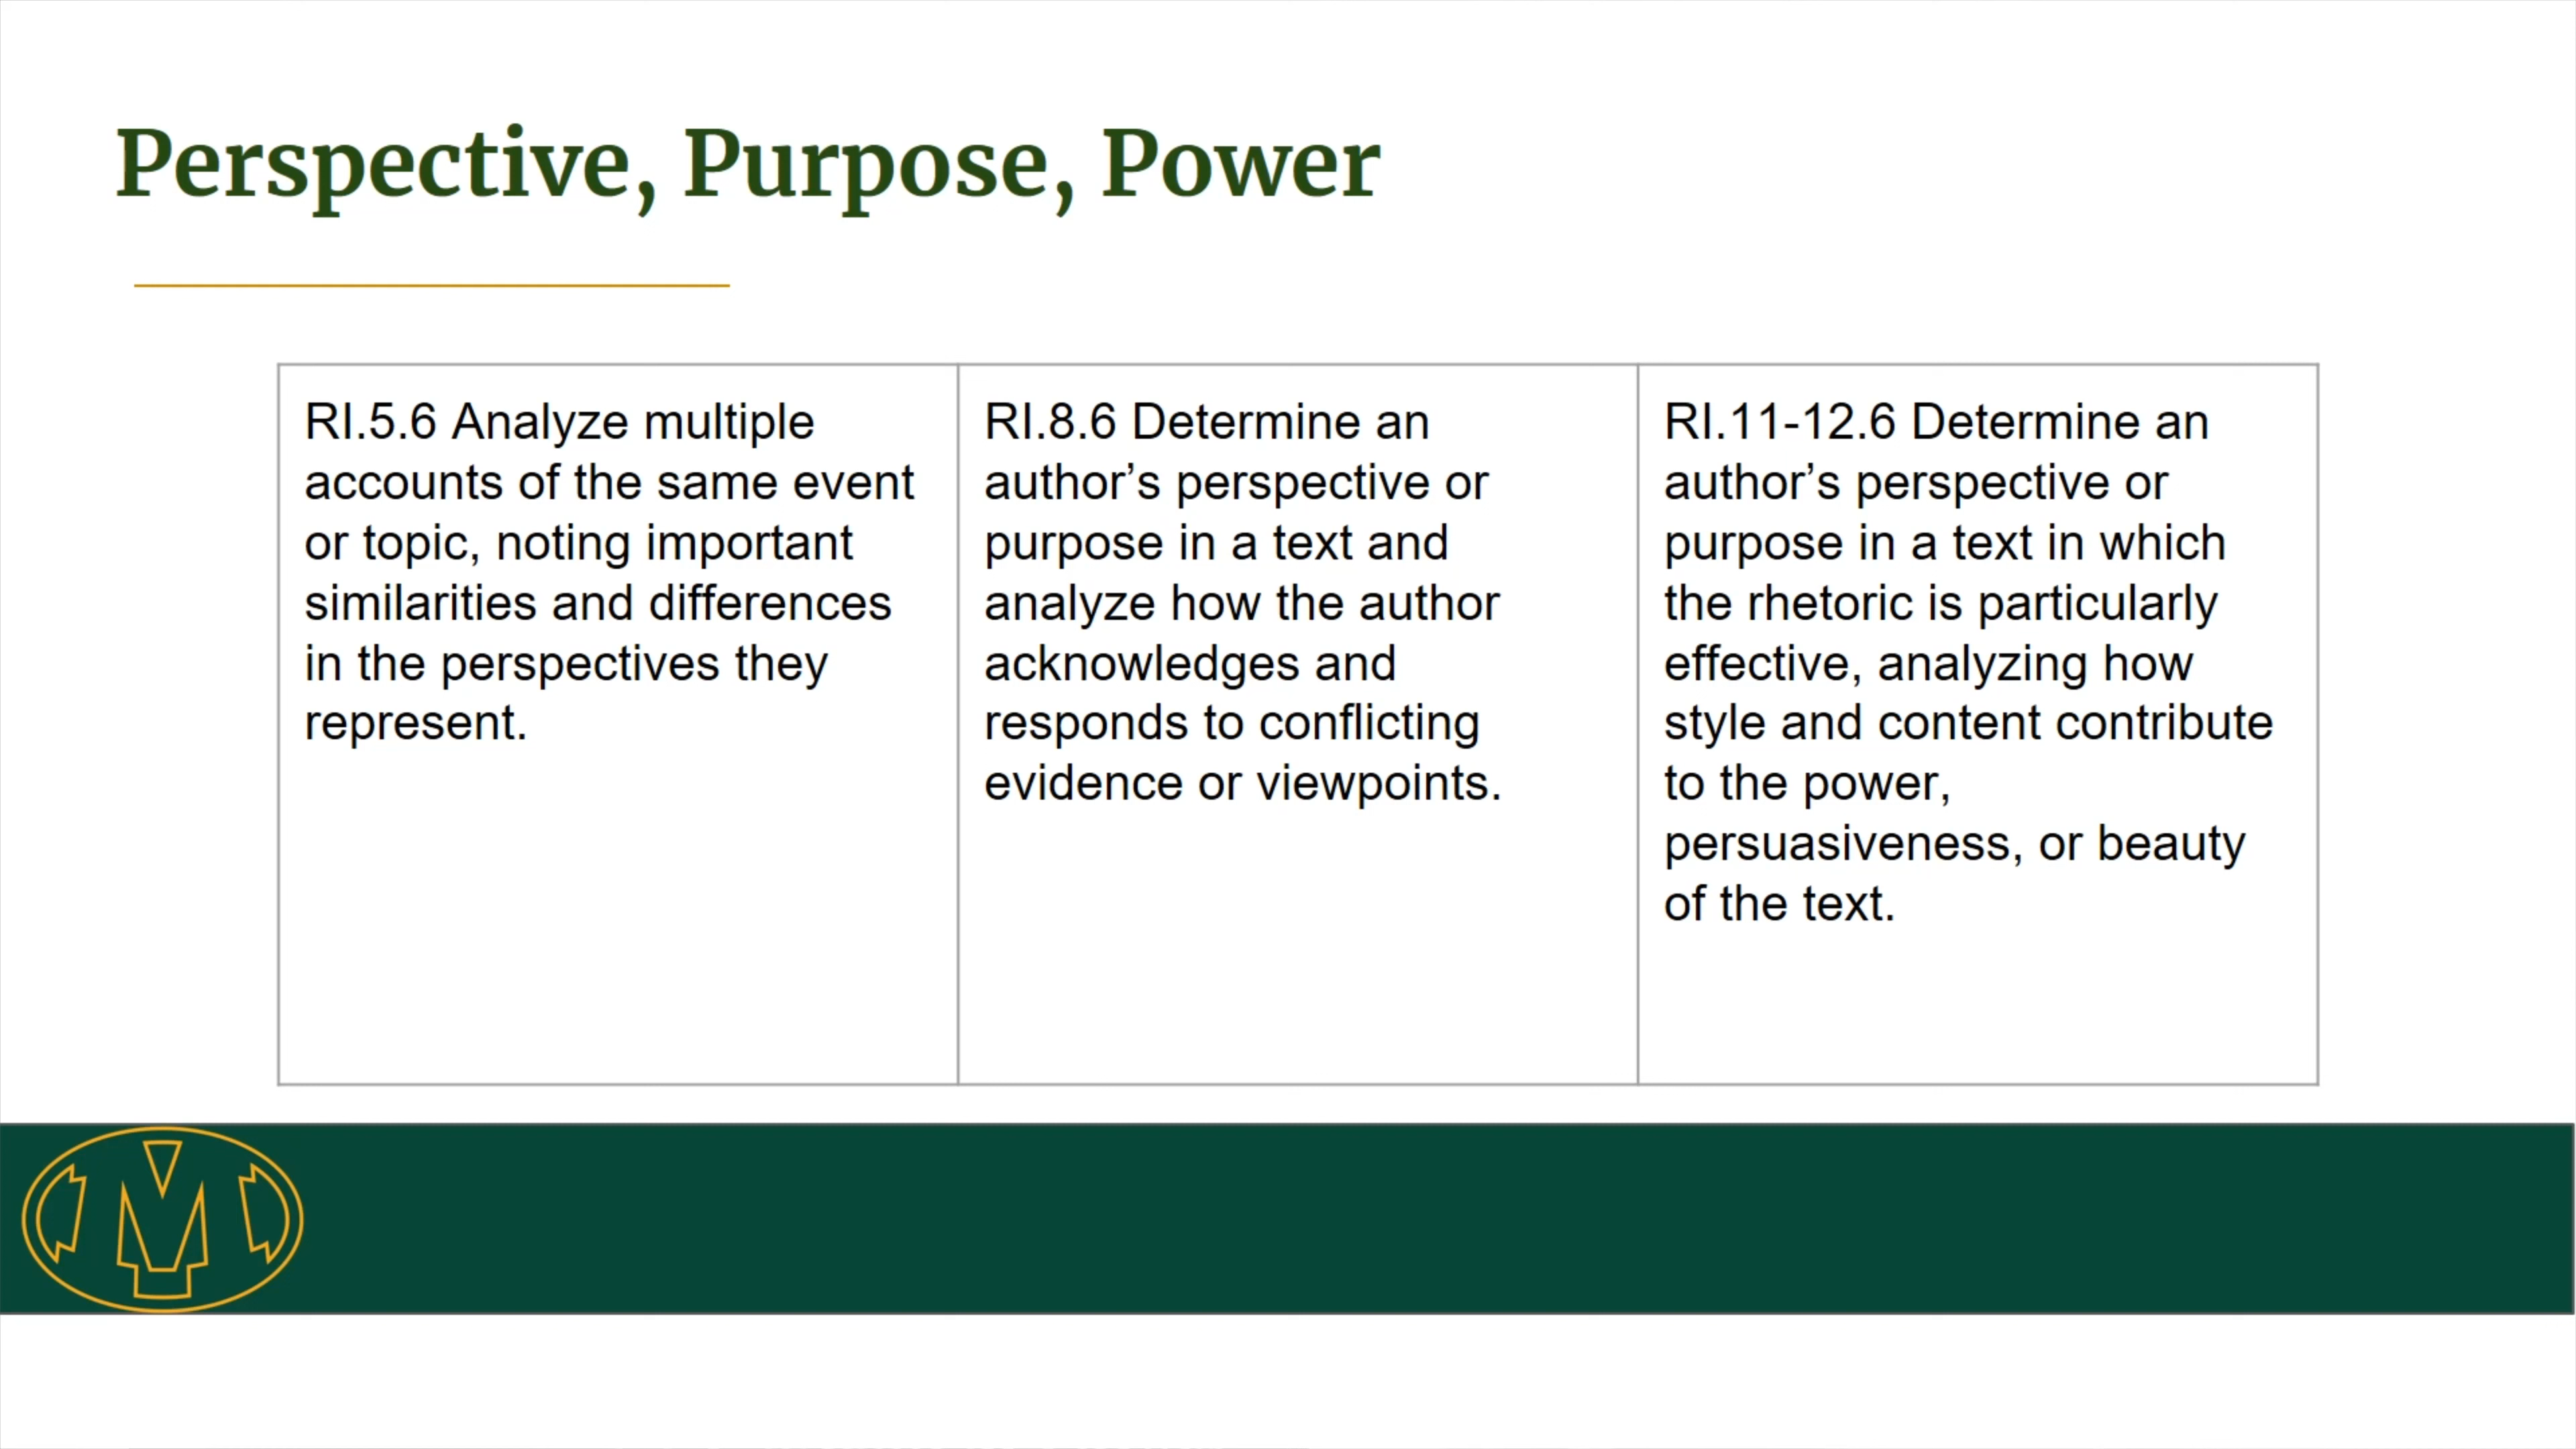 Perspective, Purpose, Power
RI.5.6 Analyze multiple
accounts of the same event
or topic, noting important
similarities and differences
in the perspectives they
represent.
RI.8.6 Determine an
author’s perspective or
purpose in a text and
analyze how the author
acknowledges and
responds to conflicting
evidence or viewpoints.
RI.11-12.6 Determine an
author’s perspective or
purpose in a text in which
the rhetoric is particularly
effective, analyzing how
style and content contribute
to the power,
persuasiveness, or beauty
of the text.
M